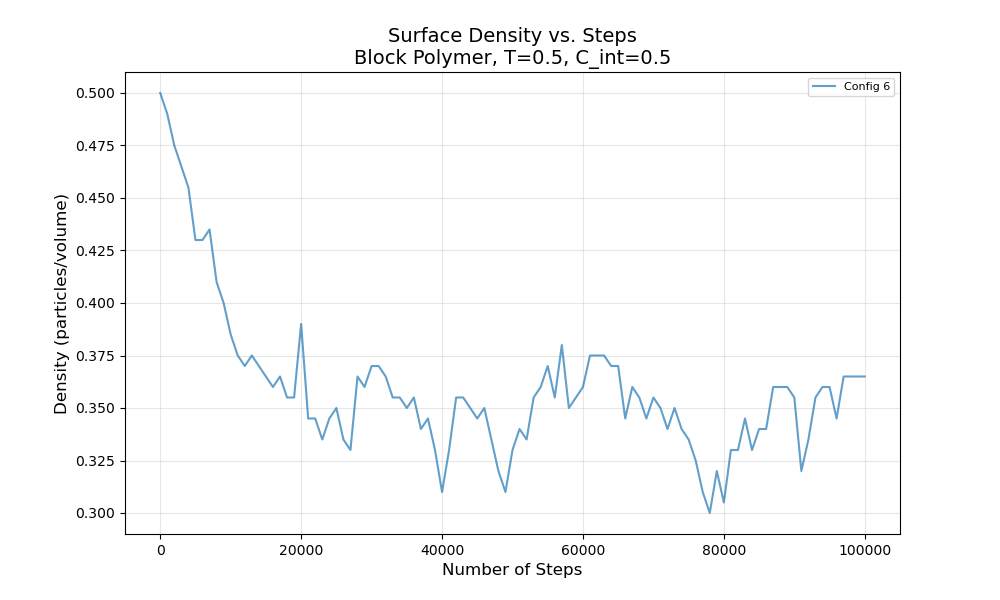 Surface Density vs. Steps
Block Polymer, T=0.5, C_int=0.5
Config 6
Density (particles/volume)
0.500
0.475
0.450
0.425
0.400
0.375
0.350
0.325
0.300
0 20000 40000 60000 80000 100000
Number of Steps